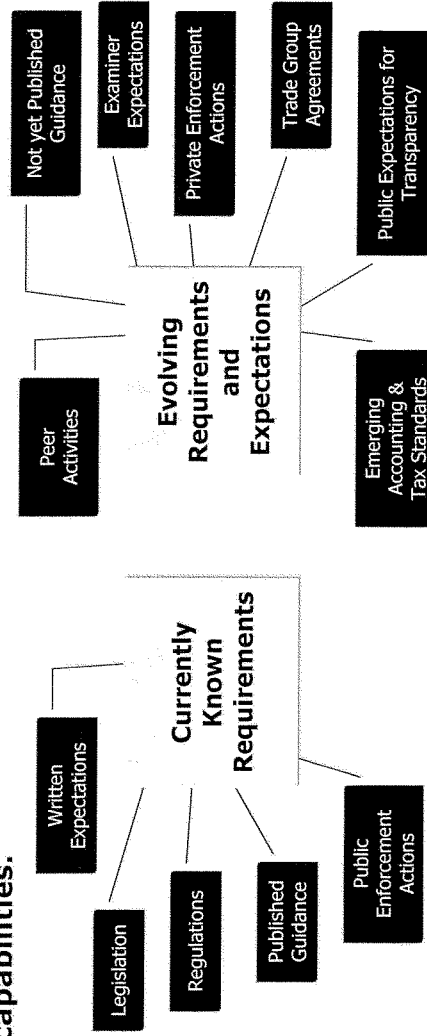 capabilities.
Written
Expectations
Legislation
Regulations
Published
Guidance
Public
Enforcement
Actions
Currently
Known
Requirements
Peer
Activities
Not yet Published
Guidance
Examiner
Expectations
Private Enforcement
Actions
Trade Group
Agreements
Public Expectations for
Transparency
Emerging
Accounting &
Tax Standards
Evolving
Requirements
and
Expectations